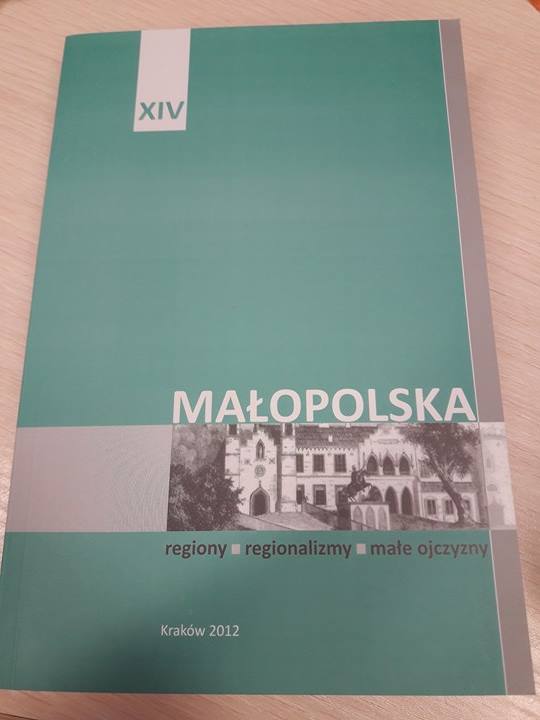 XIV
MAŁOPOLSKA
regiony ▪ regionalizmy ▪ małe ojczyzny
Kraków 2012